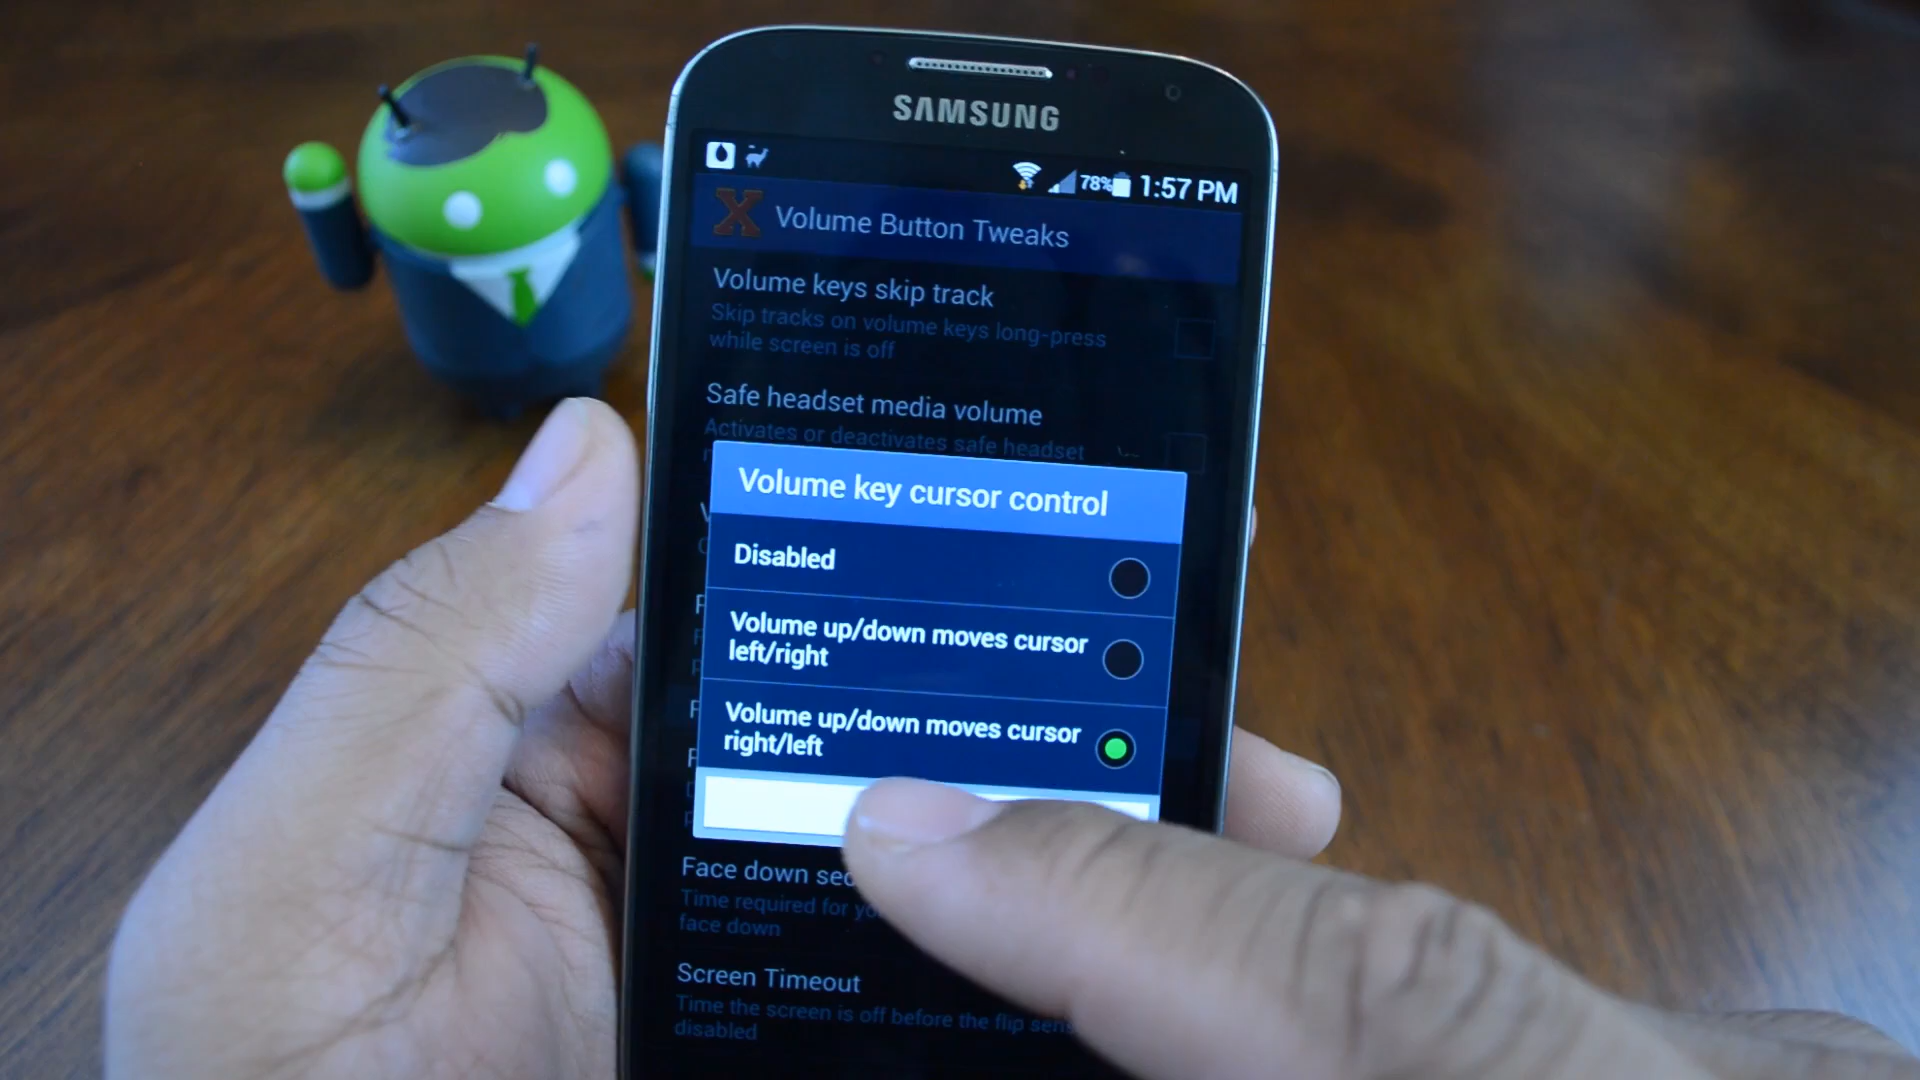 SAMSUNG
78%
1:57 PM
X Volume Button Tweaks
Volume keys skip track
Skip tracks on volume keys long-press
while screen is off
Safe headset media volume
Activates or deactivates safe headset
Volume key cursor control
Disabled
Volume up/down moves cursor
left/right
Volume up/down moves cursor
right/left
Face down
Time required for
face down
Screen Timeout
Time the screen is off before the flip
disabled